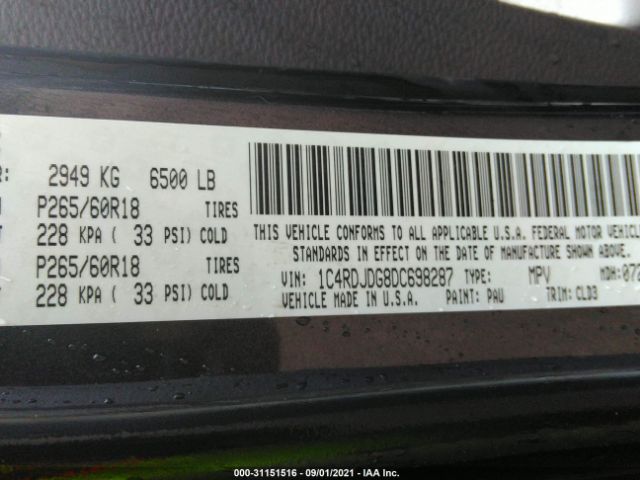 2949 KG 6500 LB
P265/60R18 TIRES
228 KPA ( 33 PSI) COLD
P265/60R18 TIRES
228 KPA ( 33 PSI) COLD
THIS VEHICLE CONFORMS TO ALL APPLICABLE U.S.A. FEDERAL MOTOR VEHICLE
STANDARDS IN EFFECT ON THE DATE OF MANUFACTURE SHOWN ABOVE.
VIN: 1C4RDJDG8DC698287 TYPE: MPV MDH:
VEHICLE MADE IN U.S.A. PAINT: PAU TRIM: CLD3
000-31151516 - 09/01/2021 - IAA Inc.